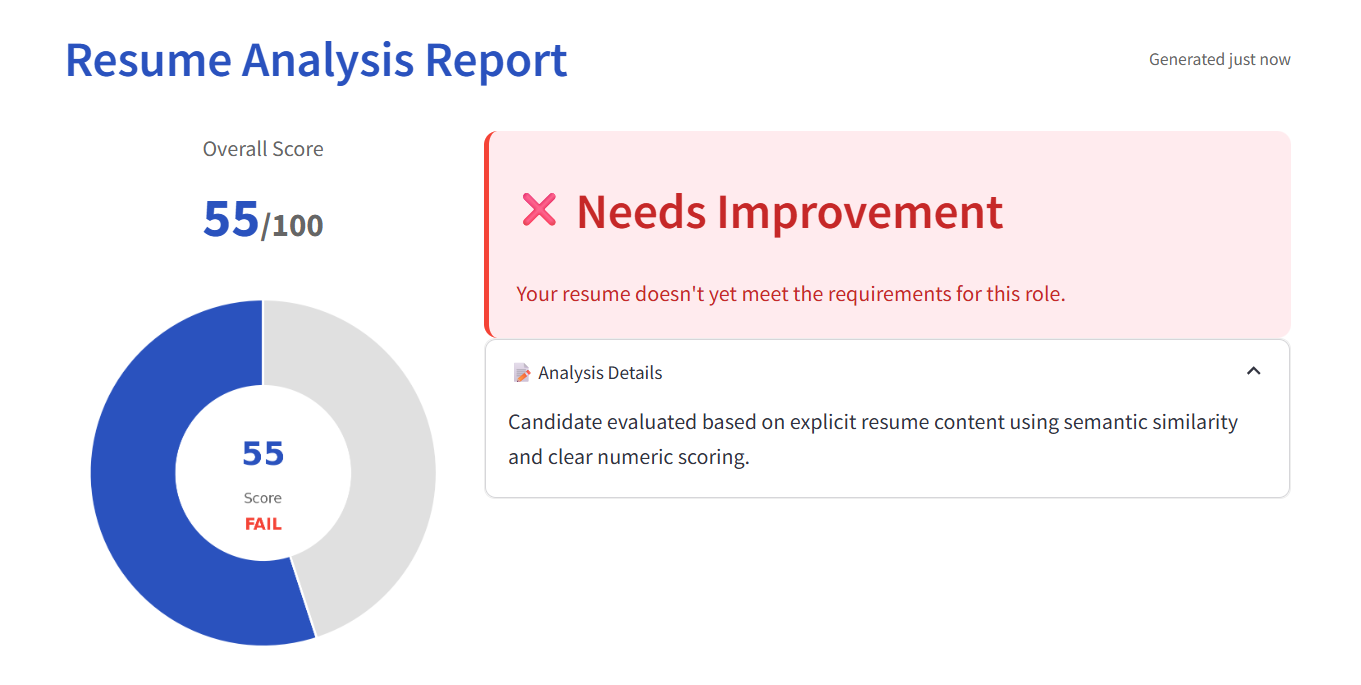 Resume Analysis Report
Generated just now
Overall Score
55/100
55
Score
FAIL
❌ Needs Improvement
Your resume doesn't yet meet the requirements for this role.
📝 Analysis Details
Candidate evaluated based on explicit resume content using semantic similarity
and clear numeric scoring.